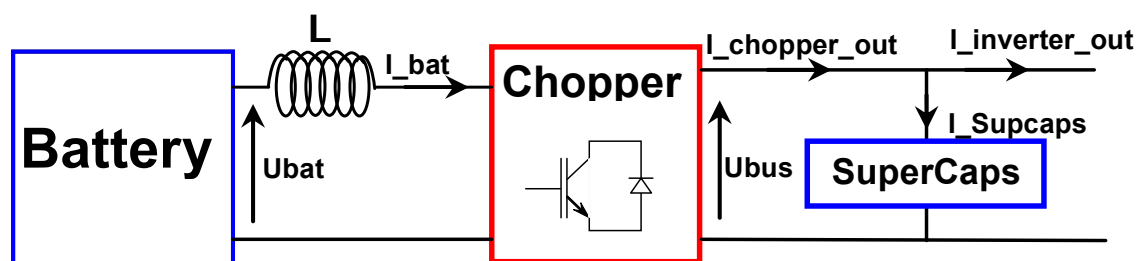 L
I_bat
Battery
Ubat
Chopper
I_chopper_out
I_inverter_out
I_Supcaps
Ubus
SuperCaps